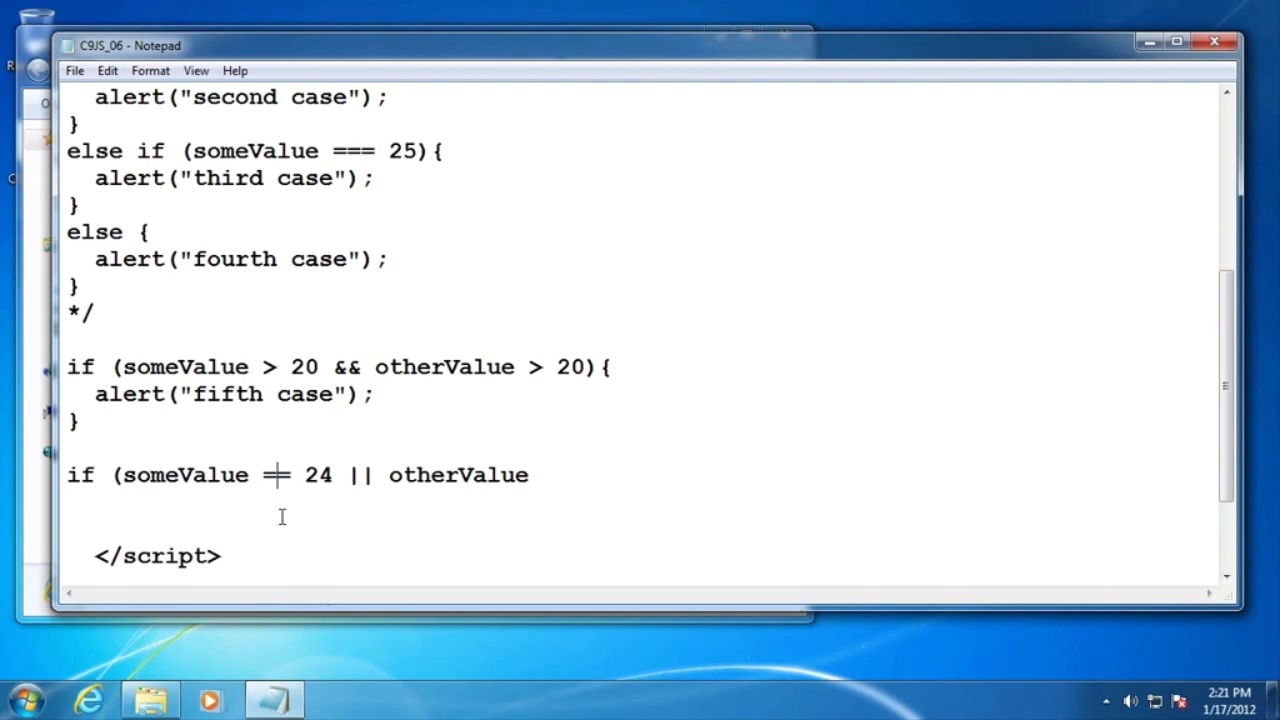 C9JS_06 - Notepad
File Edit Format View Help
alert("second case");
}
else if (someValue === 25){
alert("third case");
}
else {
alert("fourth case");
}
*/
if (someValue > 20 && otherValue > 20){
alert("fifth case");
}
if (someValue == 24 || otherValue
</script>
2:21 PM
1/17/2012